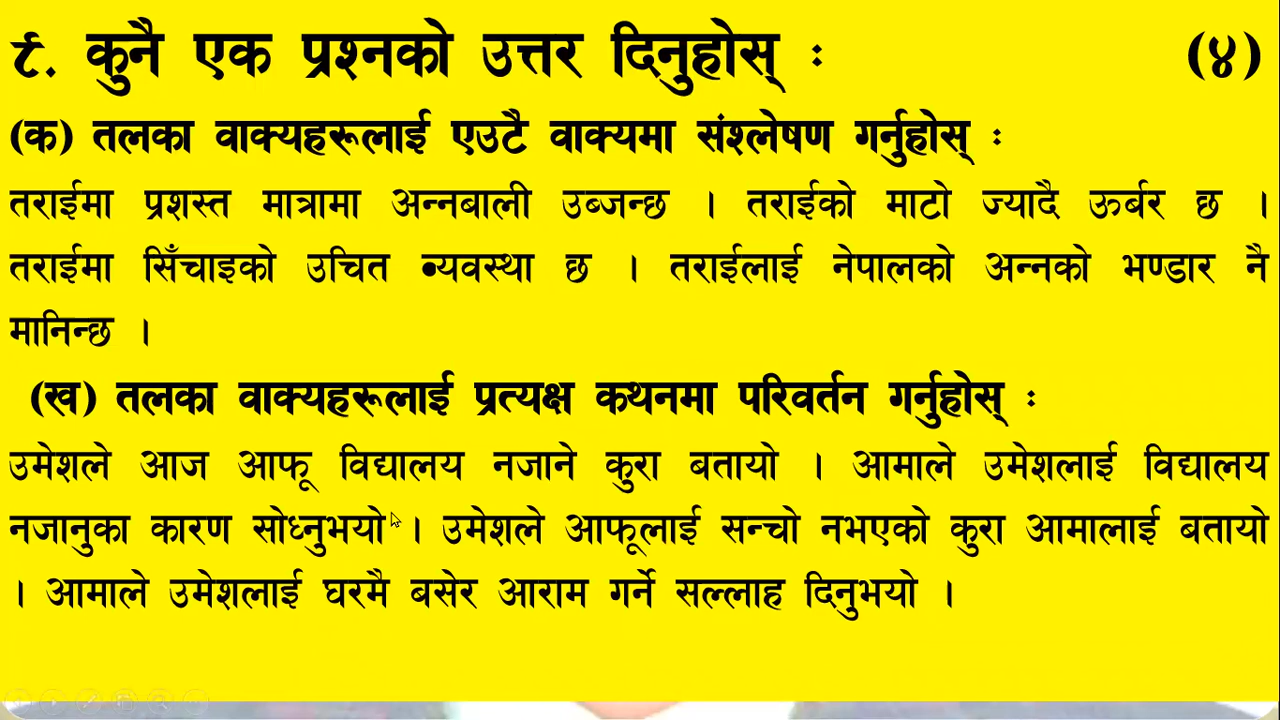 ९. कुनै एक प्रश्नको उत्तर दिनुहोस् : (४)
(क) तलका वाक्यहरूलाई एउटै वाक्यमा संश्लेषण गर्नुहोस् :
तराईमा प्रशस्त मात्रामा अन्नबाली उब्जन्छ । तराईको माटो ज्यादै ऊर्बर छ ।
तराईमा सिँचाइको उचित व्यवस्था छ । तराईलाई नेपालको अन्नको भण्डार नै
मानिन्छ ।
(ख) तलका वाक्यहरूलाई प्रत्यक्ष कथनमा परिवर्तन गर्नुहोस् :
उमेशले आज आफू विद्यालय नजाने कुरा बतायो । आमाले उमेशलाई विद्यालय
नजानुका कारण सोध्नुभयो । उमेशले आफूलाई सन्चो नभएको कुरा आमालाई बतायो
। आमाले उमेशलाई घरमै बसेर आराम गर्ने सल्लाह दिनुभयो ।